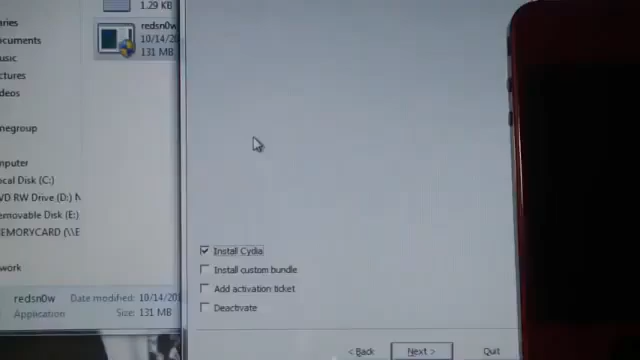 1.29 KB
redsn0w
10/14/20
131 MB
aries
ocuments
usic
ctures
deos
megroup
mputer
cal Disk (C:)
VD RW Drive (D:) N
emovable Disk (E:)
EMORYCARD (\\E
work
redsn0w Date modified: 10/14/20
Application Size: 131 MB
Install Cydia
Install custom bundle
Add activation ticket
Deactivate
< Back Next > Quit